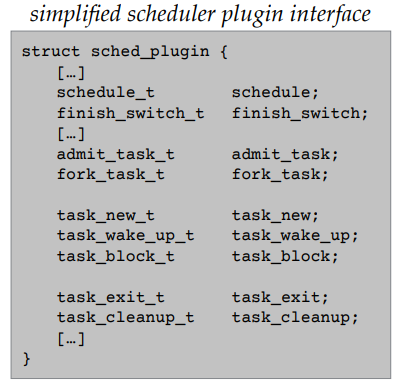 simplified scheduler plugin interface
struct sched_plugin {
[…]
schedule_t schedule;
finish_switch_t finish_switch;
[…]
admit_task_t admit_task;
fork_task_t fork_task;
task_new_t task_new;
task_wake_up_t task_wake_up;
task_block_t task_block;
task_exit_t task_exit;
task_cleanup_t task_cleanup;
[…]
}